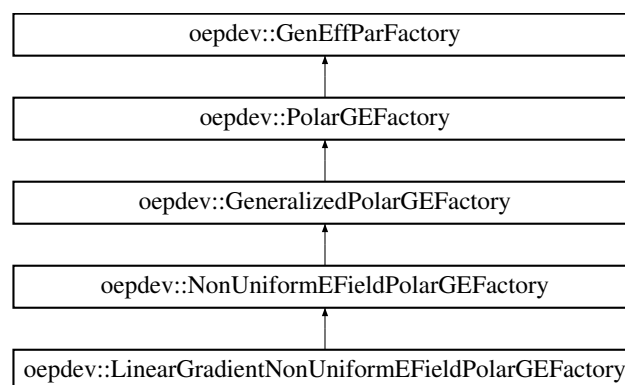 oepdev::GenEffParFactory
oepdev::PolarGEFactory
oepdev::GeneralizedPolarGEFactory
oepdev::NonUniformEFieldPolarGEFactory
oepdev::LinearGradientNonUniformEFieldPolarGEFactory